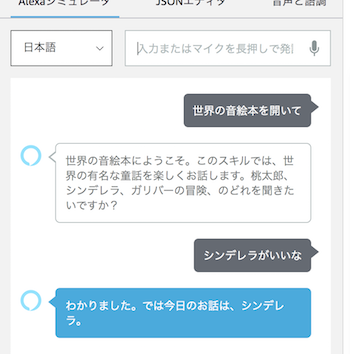 Alexaシミュレータ JSONエディタ 音声と語調
日本語 入力またはマイクを長押しで発
世界の音絵本を開いて
世界の音絵本にようこそ。このスキルでは、世
界の有名な童話を楽しくお話します。桃太郎、
シンデレラ、ガリバーの冒険、のどれを聞きた
いですか？
シンデレラがいいな
わかりました。では今日のお話は、シンデレ
ラ。